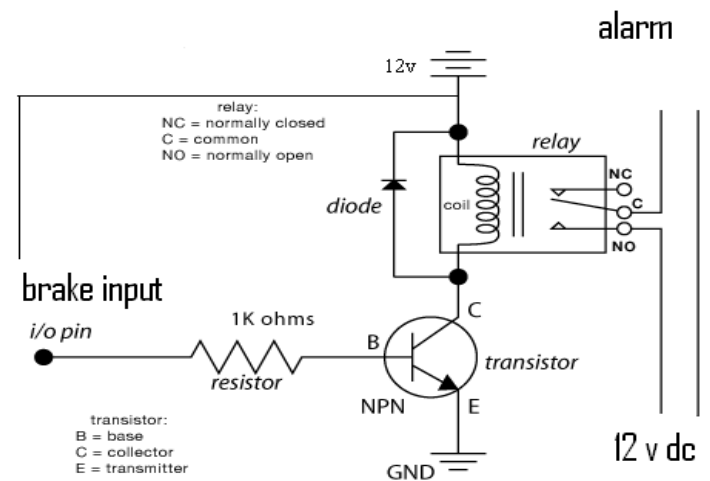 alarm
12v
relay:
NC = normally closed
C = common
NO = normally open
relay
NC
C
NO
coil
diode
brake input
i/o pin
1K ohms
resistor
B
C
transistor
NPN
E
transistor:
B = base
C = collector
E = transmitter
GND
12 v dc